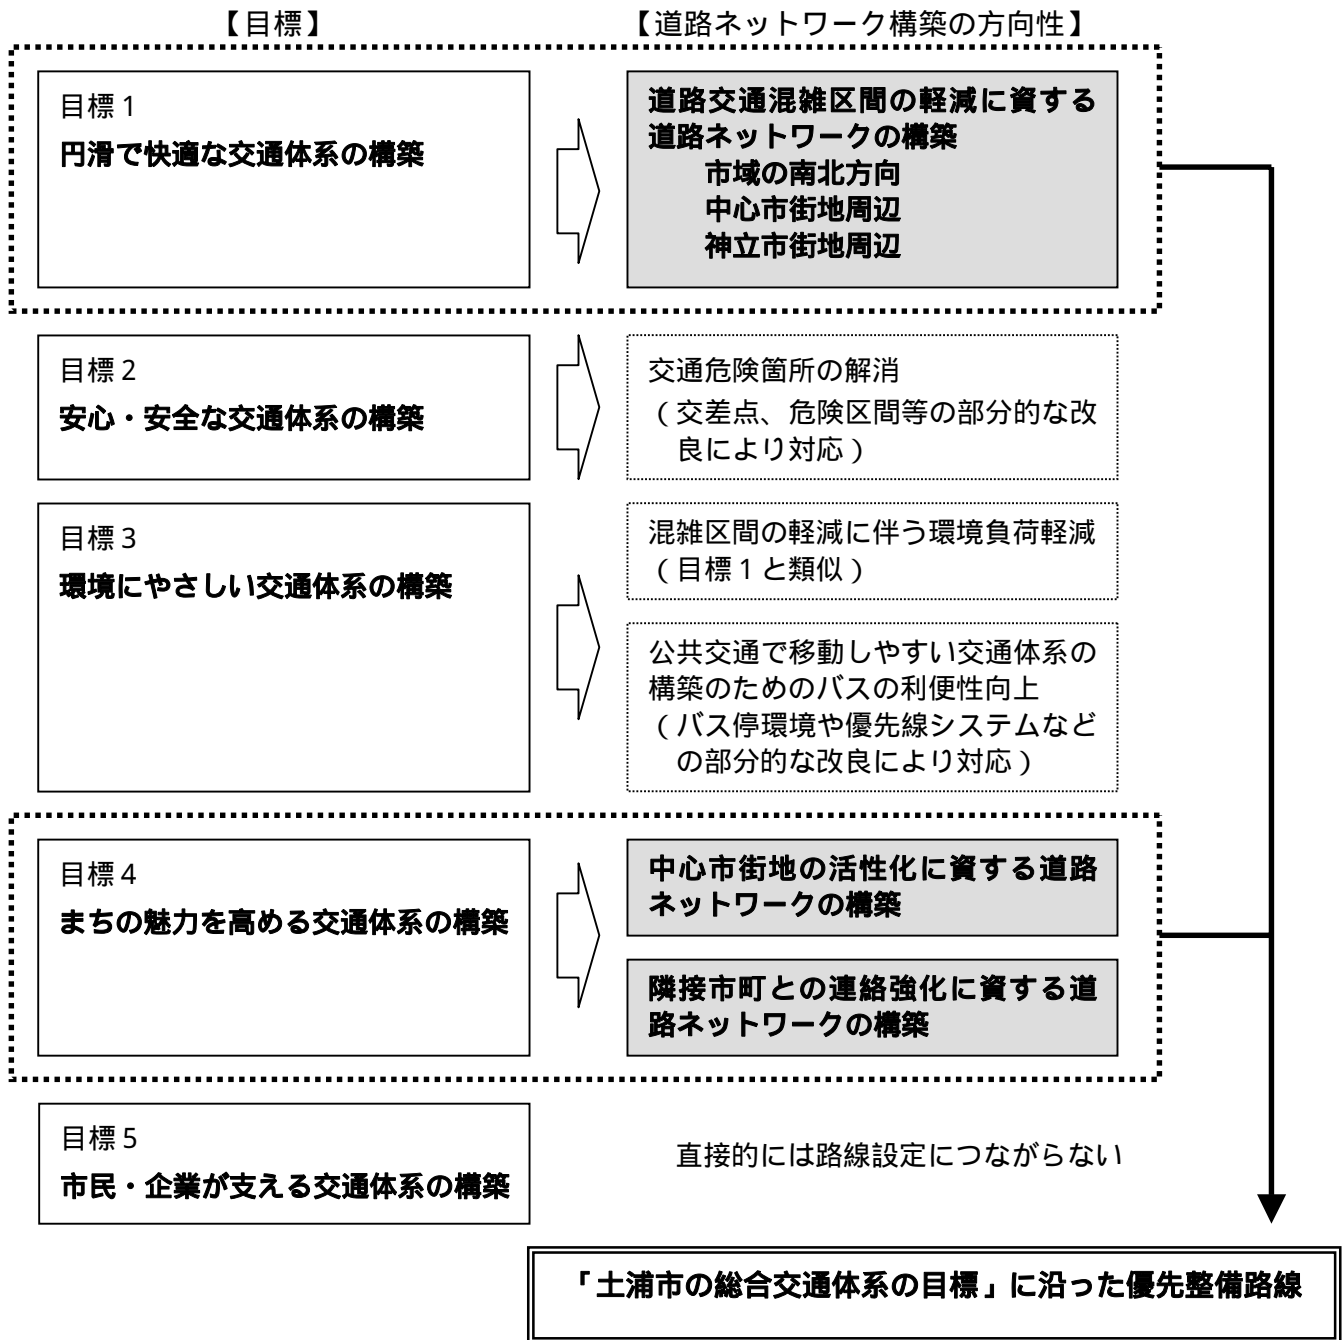 【目標】
【道路ネットワーク構築の方向性】
目標1
円滑で快適な交通体系の構築
道路交通混雑区間の軽減に資する
道路ネットワークの構築
市域の南北方向
中心市街地周辺
神立市街地周辺
目標2
安心・安全な交通体系の構築
交通危険箇所の解消
(交差点、危険区間等の部分的な改
良により対応)
目標3
環境にやさしい交通体系の構築
混雑区間の軽減に伴う環境負荷軽減
(目標1と類似)
公共交通で移動しやすい交通体系の
構築のためのバスの利便性向上
(バス停環境や優先線システムなど
の部分的な改良により対応)
目標4
まちの魅力を高める交通体系の構築
中心市街地の活性化に資する道路
ネットワークの構築
隣接市町との連絡強化に資する道
路ネットワークの構築
目標5
市民・企業が支える交通体系の構築
直接的には路線設定につながらない
「土浦市の総合交通体系の目標」に沿った優先整備路線